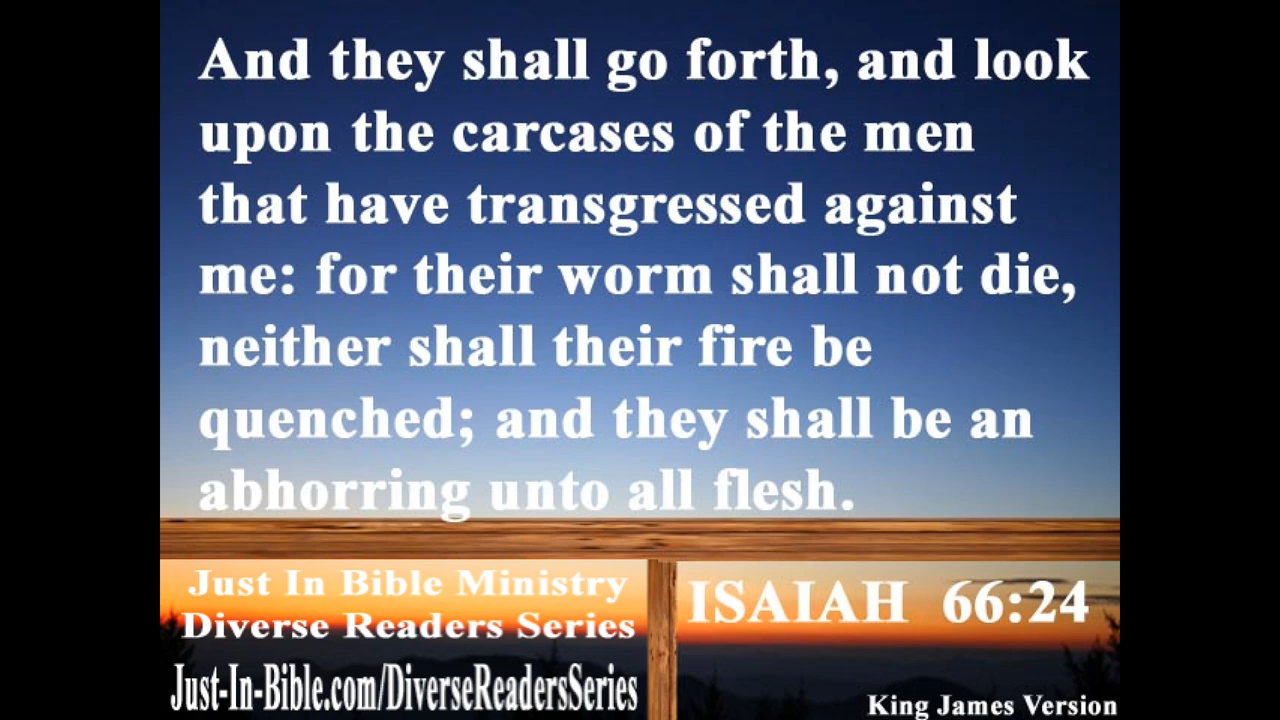 And they shall go forth, and look
upon the carcases of the men
that have transgressed against
me: for their worm shall not die,
neither shall their fire be
quenched; and they shall be an
abhorring unto all flesh.
Just In Bible Ministry
Diverse Readers Series
Just-In-Bible.com/DiverseReadersSeries
ISAIAH 66:24
King James Version